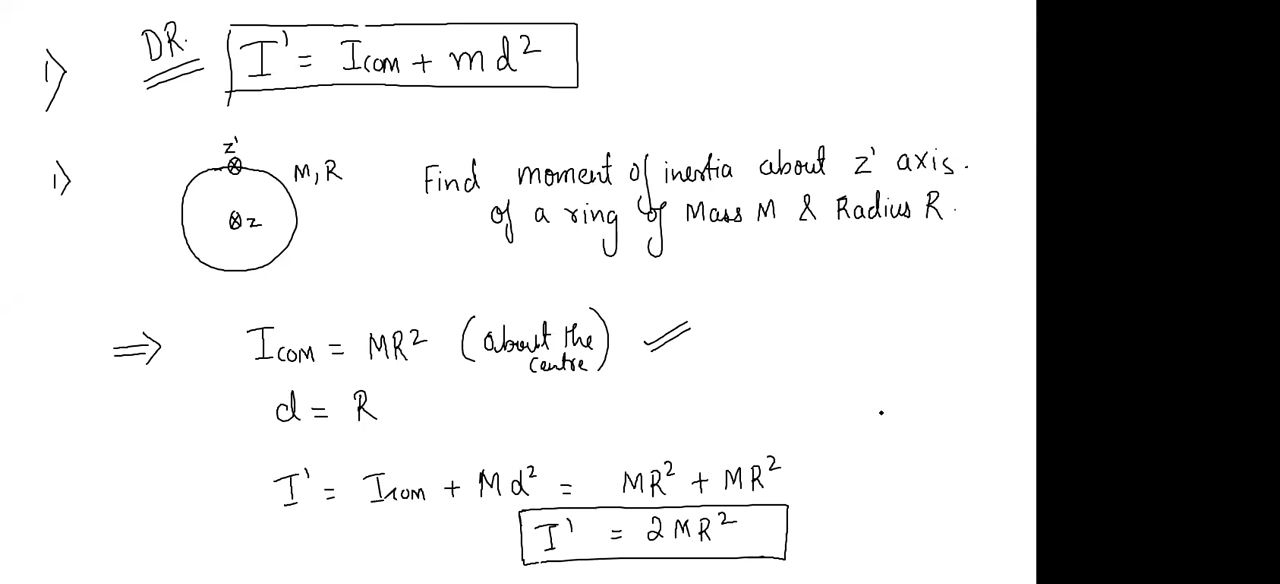 1) DR. I' = Icom + md²
1) z' M, R Find moment of inertia about z' axis.
z of a ring of Mass M & Radius R.
⇒ ICOM = MR² (about the centre)
d = R
I' = Icom + Md² = MR² + MR²
I' = 2MR²